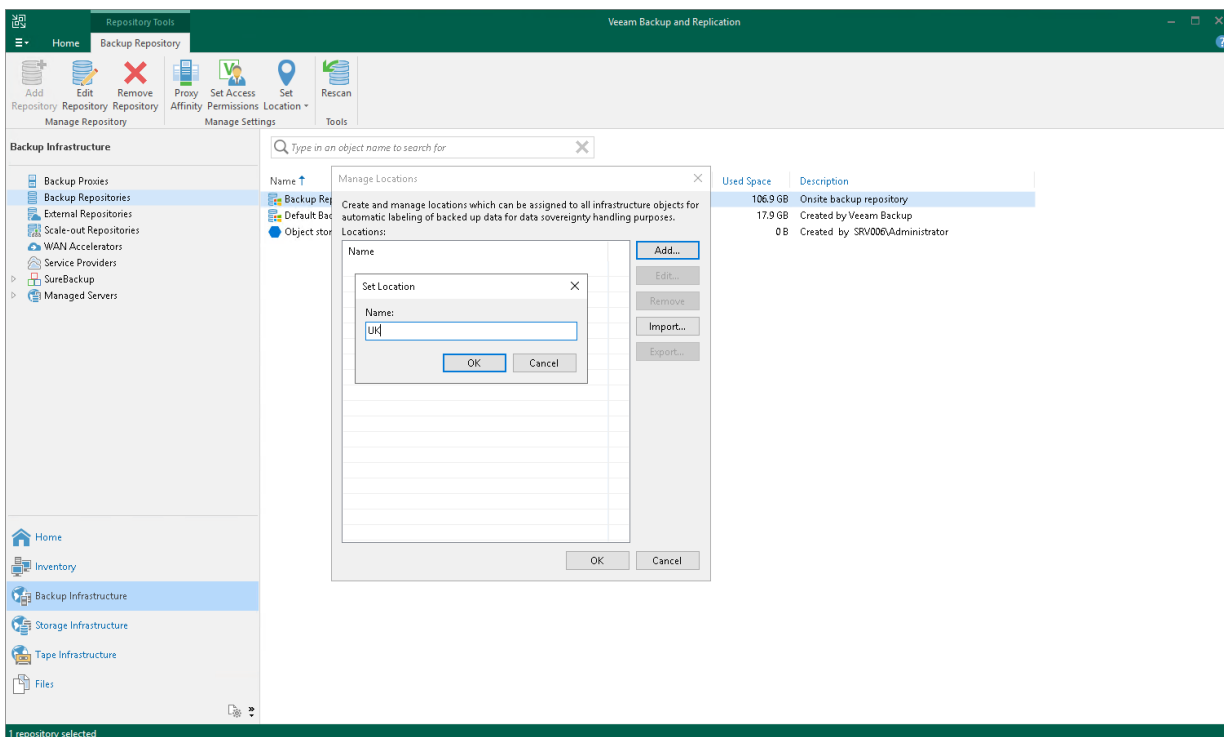 Repository Tools
Veeam Backup and Replication
Home
Backup Repository
Add Repository
Edit Repository
Remove Repository
Proxy Affinity
Set Access Permissions
Set Location
Rescan
Manage Repository
Manage Settings
Tools
Backup Infrastructure
Type in an object name to search for
Backup Proxies
Backup Repositories
External Repositories
Scale-out Repositories
WAN Accelerators
Service Providers
SureBackup
Managed Servers
Name
Used Space
Description
Backup Rep
106.9 GB
Onsite backup repository
Default Bac
17.9 GB
Created by Veeam Backup
Object stor
0 B
Created by SRV006\Administrator
Manage Locations
Create and manage locations which can be assigned to all infrastructure objects for
automatic labeling of backed up data for data sovereignty handling purposes.
Locations:
Name
Add...
Edit...
Remove
Import...
Export...
Set Location
Name:
UK
OK
Cancel
OK
Cancel
Home
Inventory
Backup Infrastructure
Storage Infrastructure
Tape Infrastructure
Files
1 repository selected